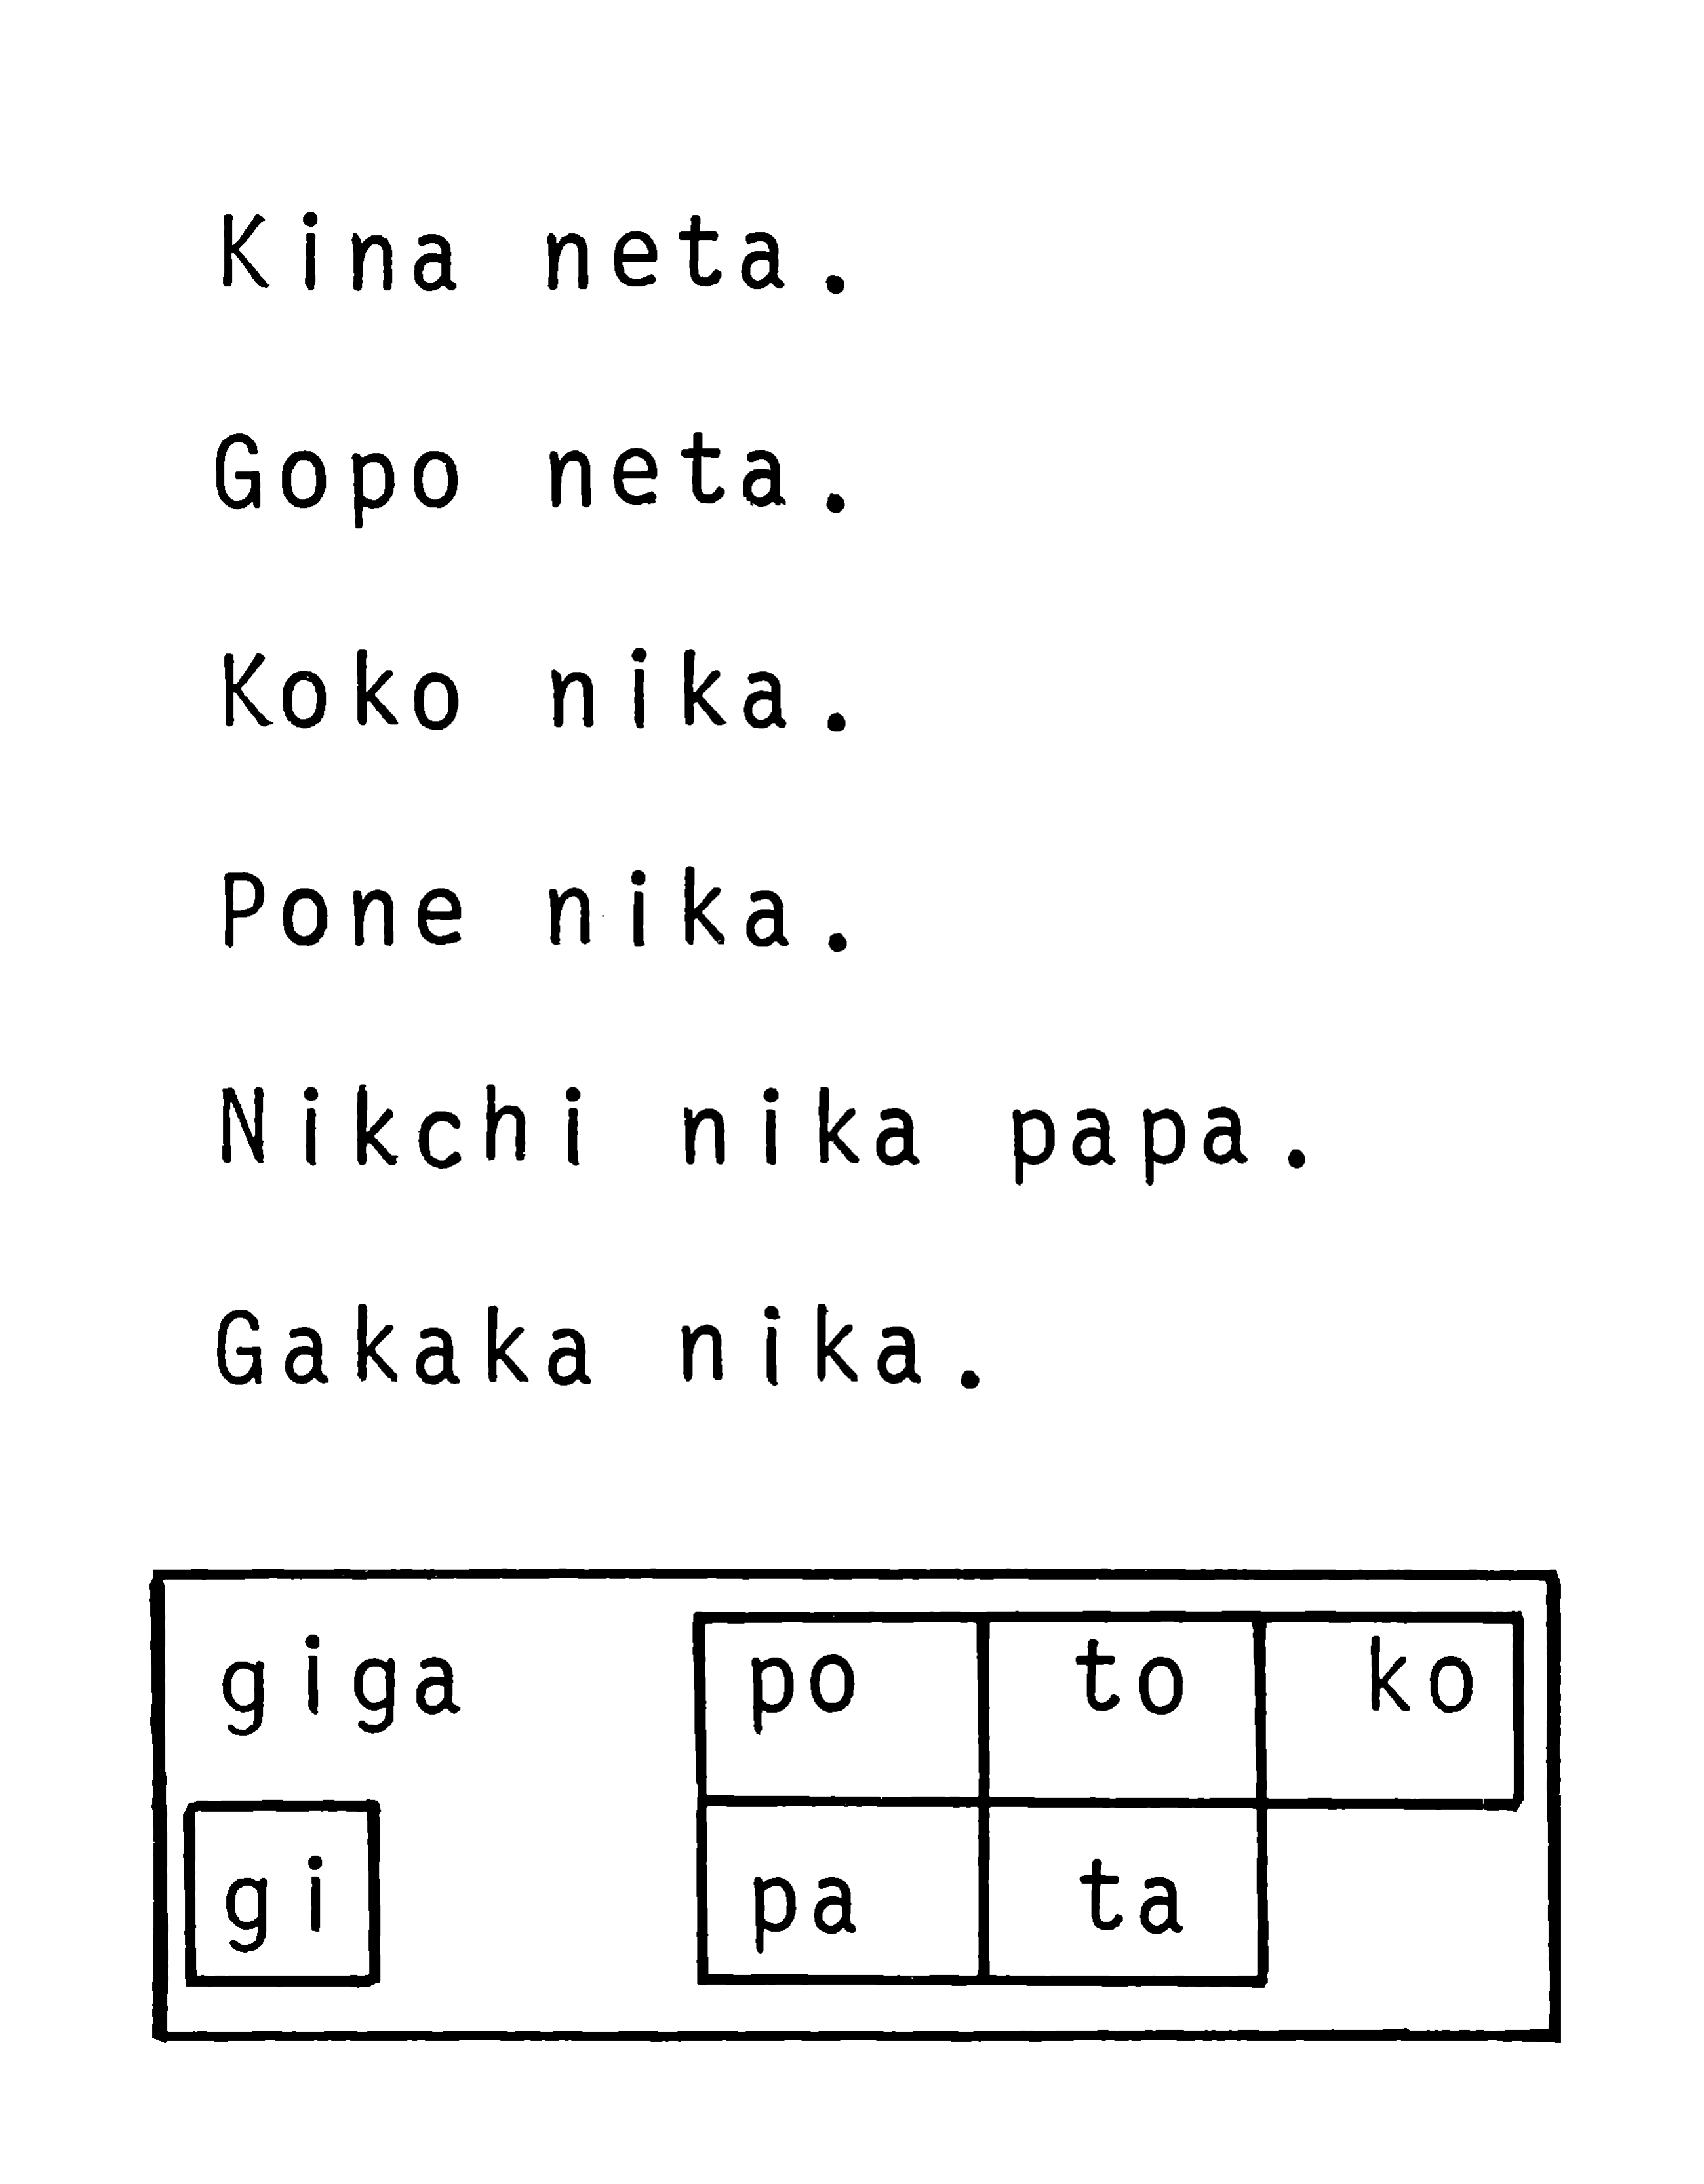 Kina neta.
Gopo neta.
Koko nika.
Pone nika.
Nikchi nika papa.
Gakaka nika.
giga po to ko
gi pa ta